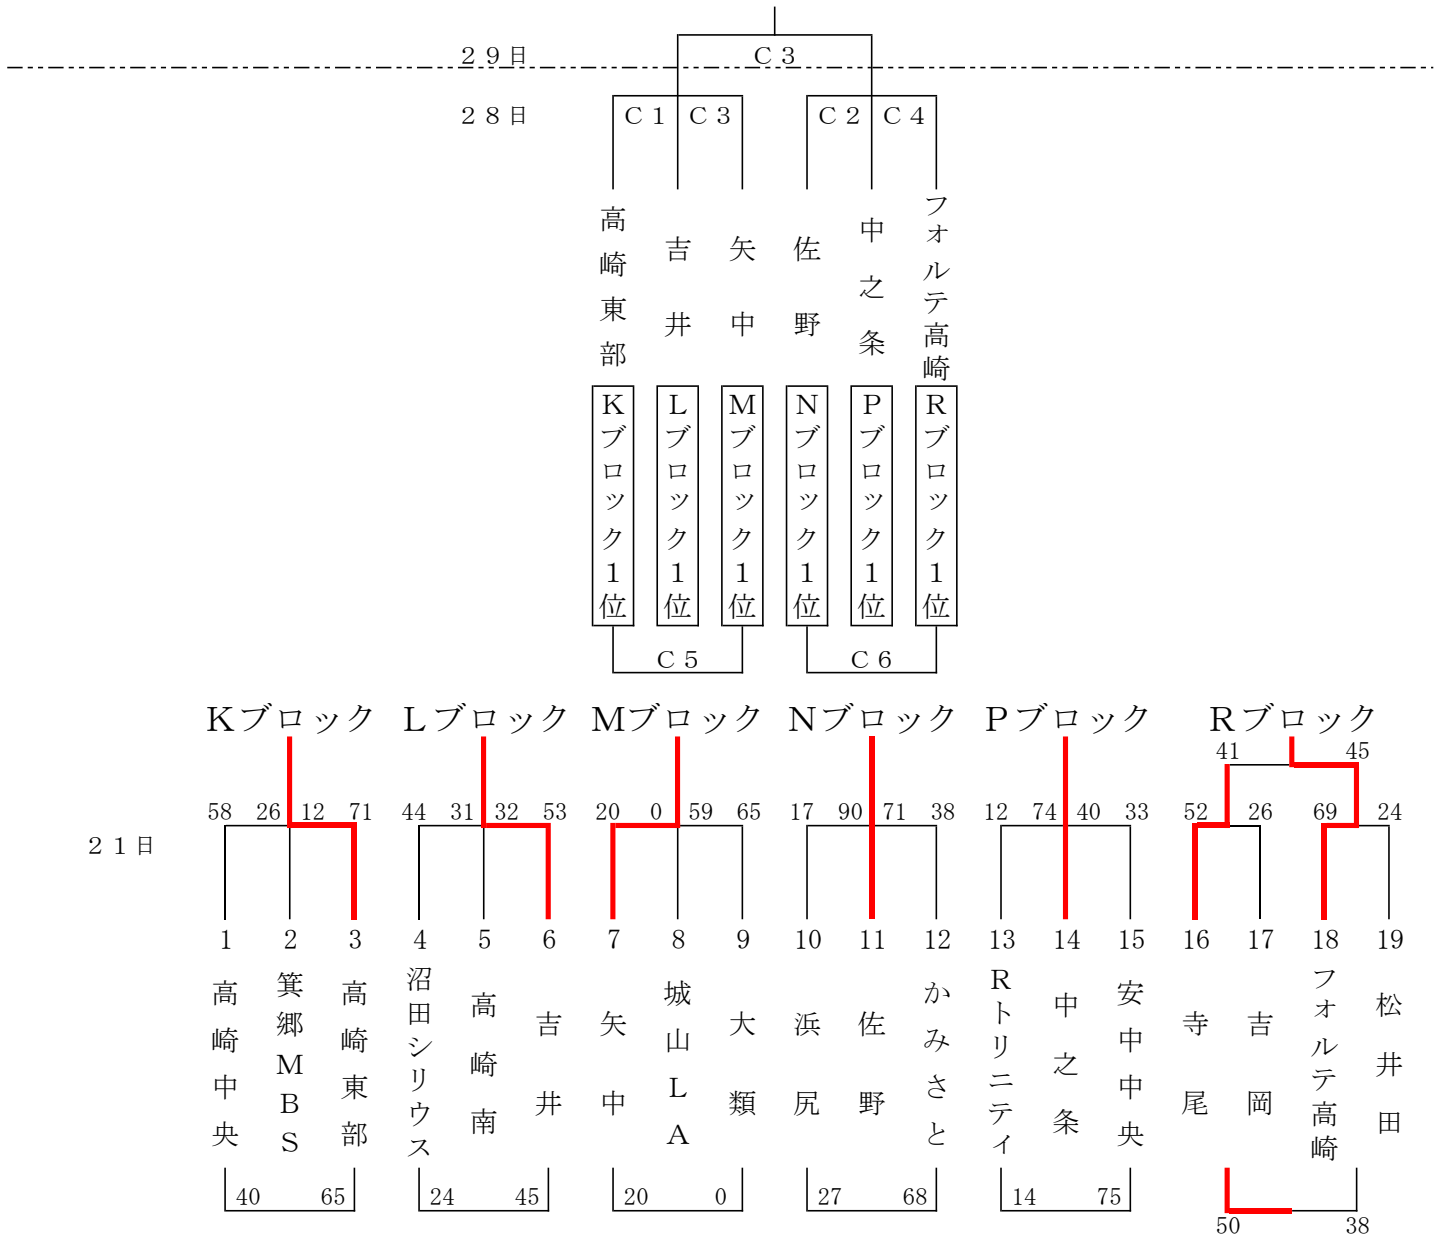 ２９日
Ｃ３
２８日
Ｃ１ Ｃ３ Ｃ２ Ｃ４
高崎東部
吉井
矢中
佐野
中之条
フォルテ高崎
Ｋブロック１位
Ｌブロック１位
Ｍブロック１位
Ｎブロック１位
Ｐブロック１位
Ｒブロック１位
Ｃ５ Ｃ６
Ｋブロック Ｌブロック Ｍブロック Ｎブロック Ｐブロック Ｒブロック
41 45
58 26 12 71 44 31 32 53 20 0 59 65 17 90 71 38 12 74 40 33 52 26 69 24
２１日
1 2 3 4 5 6 7 8 9 10 11 12 13 14 15 16 17 18 19
高崎中央
箕郷ＭＢＳ
高崎東部
沼田シリウス
高崎南
吉井
矢中
城山ＬＡ
大類
浜尻
佐野
かみさと
Ｒトリニティ
中之条
安中中央
寺尾
吉岡
フォルテ高崎
松井田
40 65 24 45 20 0 27 68 14 75
50 38